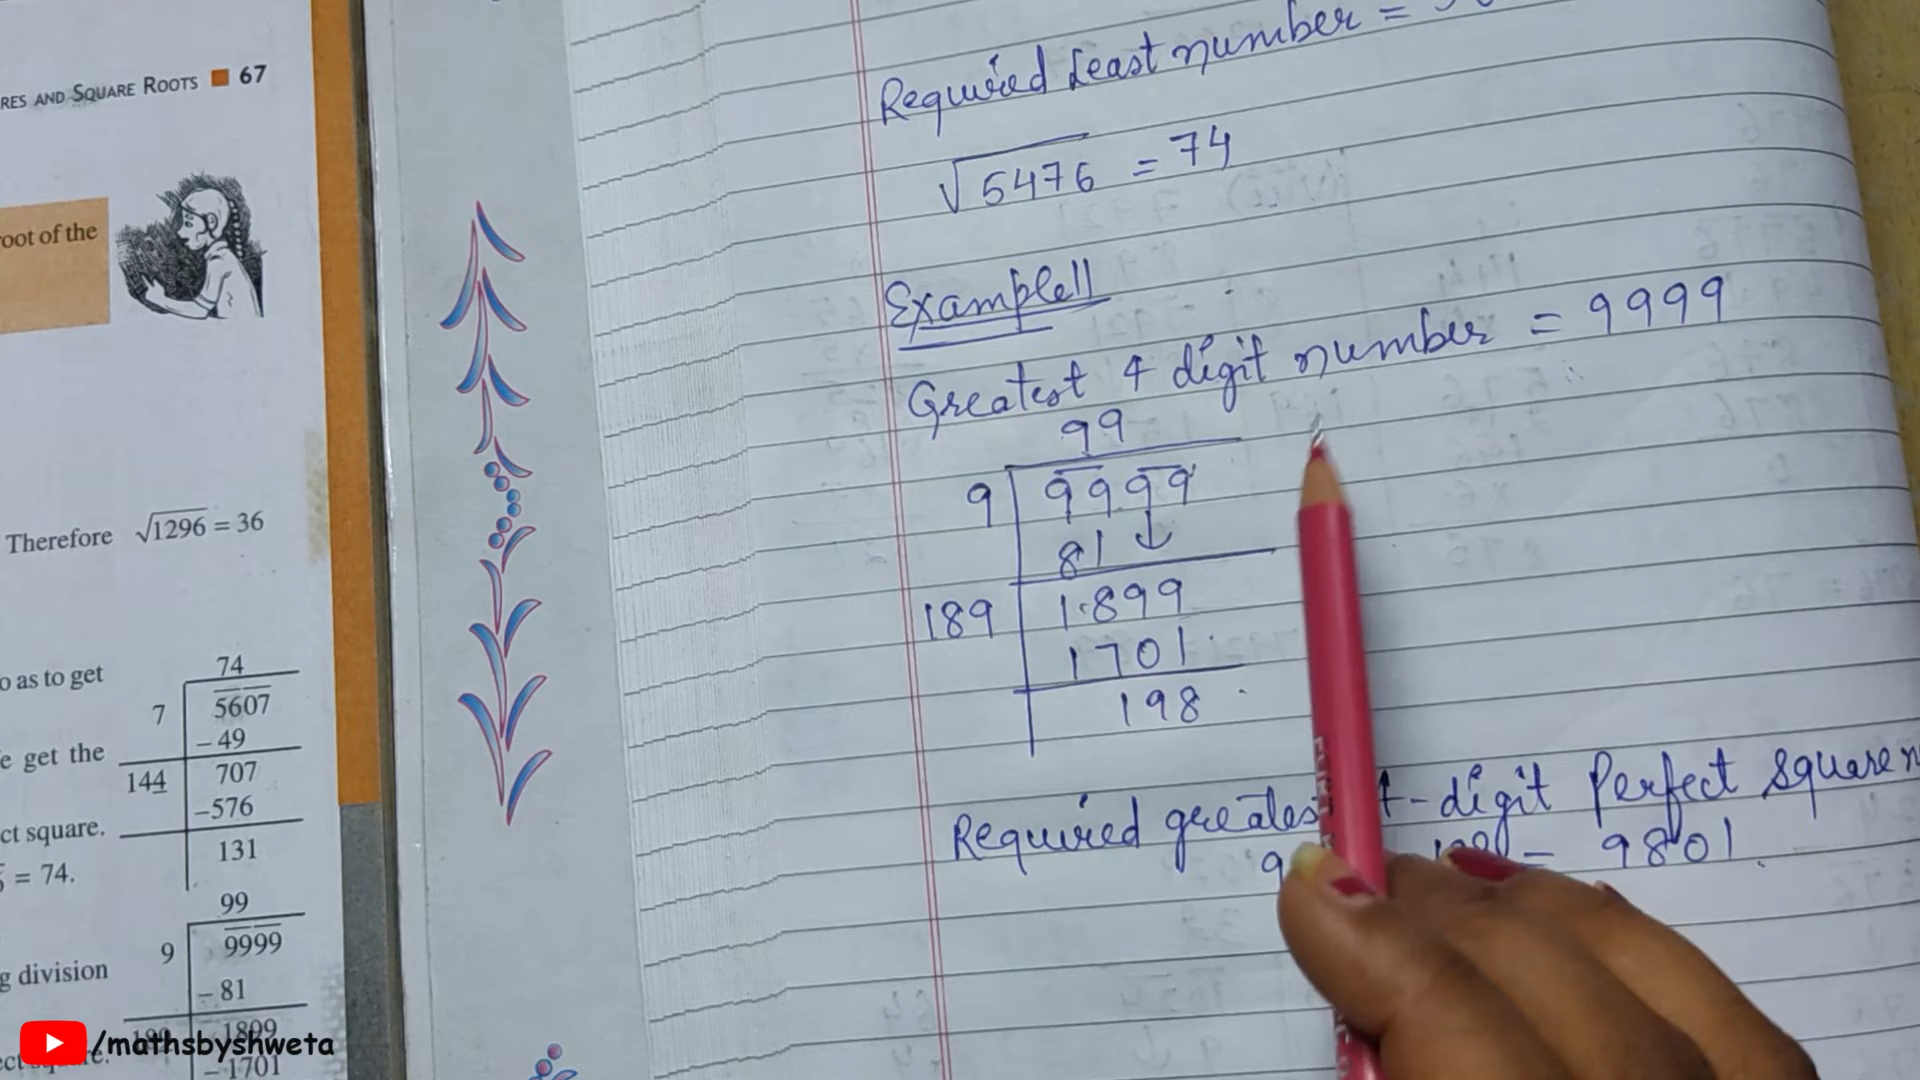 RES AND SQUARE ROOTS ■ 67
root of the
Therefore √1296 = 36
o as to get
74
7 5607
- 49
e get the
144 707
-576
ct square.
131
= 74.
99
9 9999
g division
- 81
1899
- 1701
/mathsbyshweta
Required Least number =
√5476 = 74
Example 11
Greatest 4 digit number = 9999
99
9 9999
81
189 1899
1701
198
Required greatest 4-digit Perfect square
= 9801.